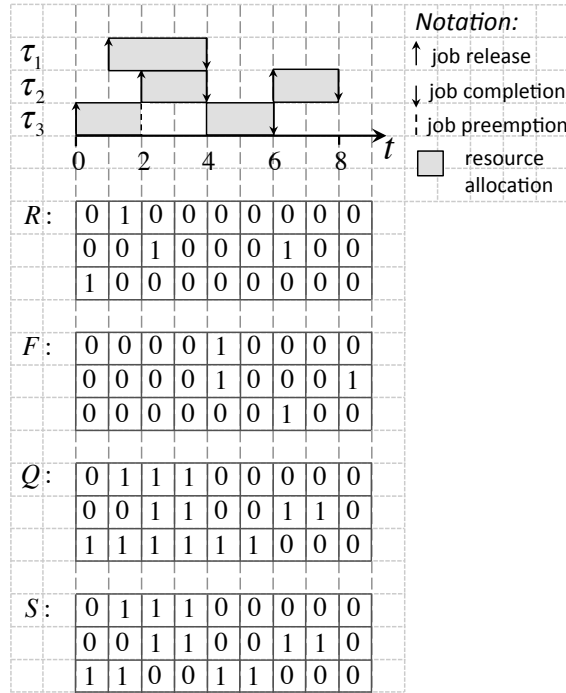 Notation:
job release
job completion
job preemption
resource
allocation
τ1
τ2
τ3
0 2 4 6 8 t
R:
0 1 0 0 0 0 0 0 0
0 0 1 0 0 0 1 0 0
1 0 0 0 0 0 0 0 0
F:
0 0 0 0 1 0 0 0 0
0 0 0 0 1 0 0 0 1
0 0 0 0 0 0 1 0 0
Q:
0 1 1 1 0 0 0 0 0
0 0 1 1 0 0 1 1 0
1 1 1 1 1 1 0 0 0
S:
0 1 1 1 0 0 0 0 0
0 0 1 1 0 0 1 1 0
1 1 0 0 1 1 0 0 0